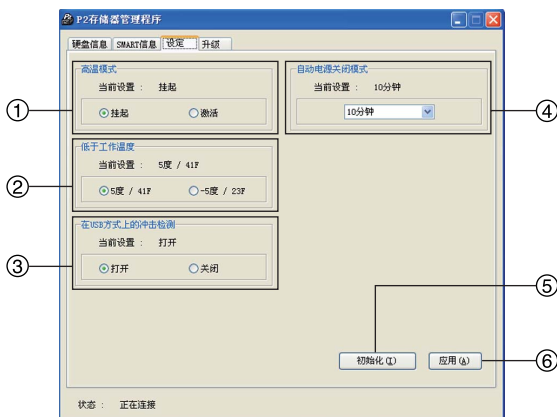 P2存储器管理程序
硬盘信息 SMART信息 设定 升级
高温模式
当前设置 : 挂起
挂起 激活
①
低于工作温度
当前设置 : 5度 / 41F
5度 / 41F -5度 / 23F
②
在USB方式上的冲击检测
当前设置 : 打开
打开 关闭
③
自动电源关闭模式
当前设置 : 10分钟
10分钟
④
⑤
初始化(I) 应用(A)
⑥
状态 : 正在连接